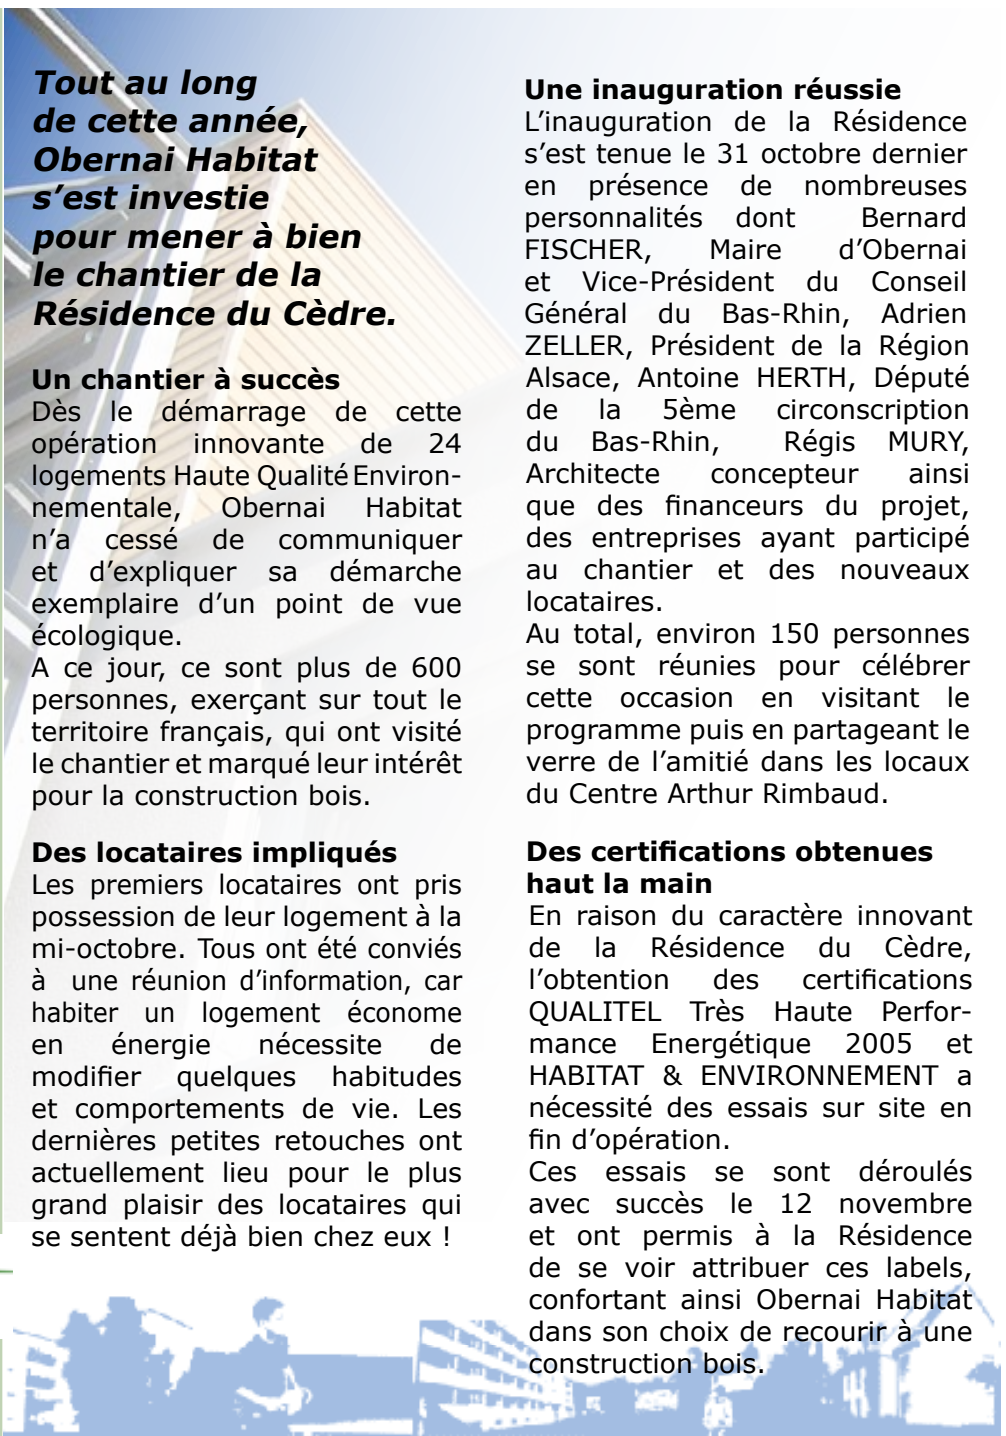 Tout au long
de cette année,
Obernai Habitat
s’est investie
pour mener à bien
le chantier de la
Résidence du Cèdre.
Un chantier à succès
Dès le démarrage de cette
opération innovante de 24
logements Haute Qualité Environ-
nementale, Obernai Habitat
n’a cessé de communiquer
et d’expliquer sa démarche
exemplaire d’un point de vue
écologique.
A ce jour, ce sont plus de 600
personnes, exerçant sur tout le
territoire français, qui ont visité
le chantier et marqué leur intérêt
pour la construction bois.
Des locataires impliqués
Les premiers locataires ont pris
possession de leur logement à la
mi-octobre. Tous ont été conviés
à une réunion d’information, car
habiter un logement économe
en énergie nécessite de
modifier quelques habitudes
et comportements de vie. Les
dernières petites retouches ont
actuellement lieu pour le plus
grand plaisir des locataires qui
se sentent déjà bien chez eux !
Une inauguration réussie
L’inauguration de la Résidence
s’est tenue le 31 octobre dernier
en présence de nombreuses
personnalités dont Bernard
FISCHER, Maire d’Obernai
et Vice-Président du Conseil
Général du Bas-Rhin, Adrien
ZELLER, Président de la Région
Alsace, Antoine HERTH, Député
de la 5ème circonscription
du Bas-Rhin, Régis MURY,
Architecte concepteur ainsi
que des financeurs du projet,
des entreprises ayant participé
au chantier et des nouveaux
locataires.
Au total, environ 150 personnes
se sont réunies pour célébrer
cette occasion en visitant le
programme puis en partageant le
verre de l’amitié dans les locaux
du Centre Arthur Rimbaud.
Des certifications obtenues
haut la main
En raison du caractère innovant
de la Résidence du Cèdre,
l’obtention des certifications
QUALITEL Très Haute Perfor-
mance Energétique 2005 et
HABITAT & ENVIRONNEMENT a
nécessité des essais sur site en
fin d’opération.
Ces essais se sont déroulés
avec succès le 12 novembre
et ont permis à la Résidence
de se voir attribuer ces labels,
confortant ainsi Obernai Habitat
dans son choix de recourir à une
construction bois.